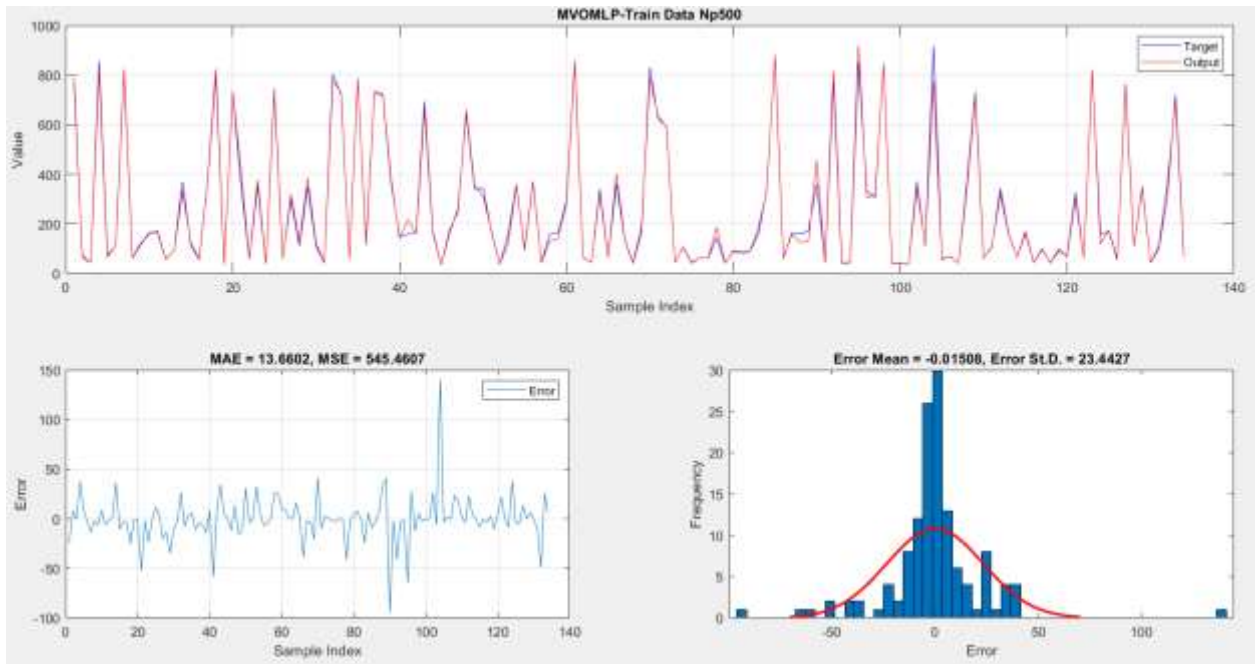 MVOMLP-Train Data Np500
1000
800
600
400
200
0
Value
Target
Output
0 20 40 60 80 100 120 140
Sample Index
MAE = 13.6602, MSE = 545.4607
150
100
50
0
-50
-100
Error
Error
0 20 40 60 80 100 120 140
Sample Index
Error Mean = -0.01508, Error St.D. = 23.4427
30
25
20
15
10
5
0
Frequency
-50 0 50 100
Error